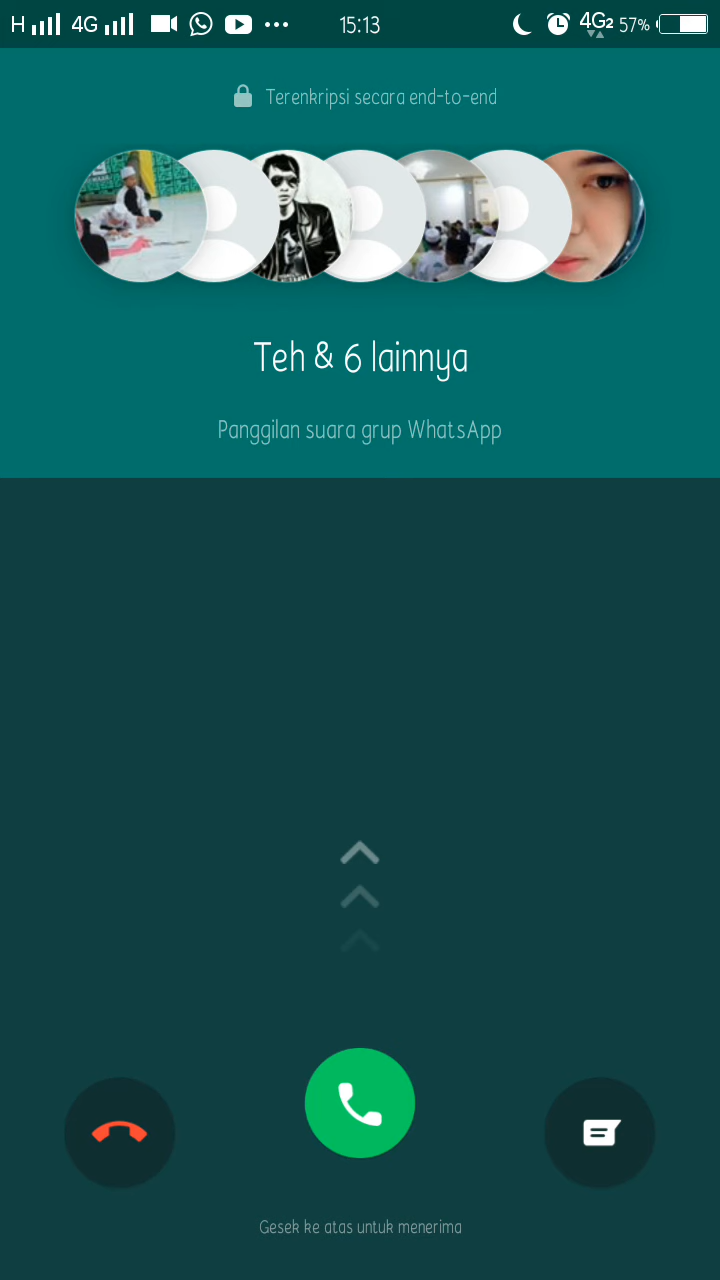 H 4G 15:13 4G2 57%
Terenkripsi secara end-to-end
Teh & 6 lainnya
Panggilan suara grup WhatsApp
Gesek ke atas untuk menerima